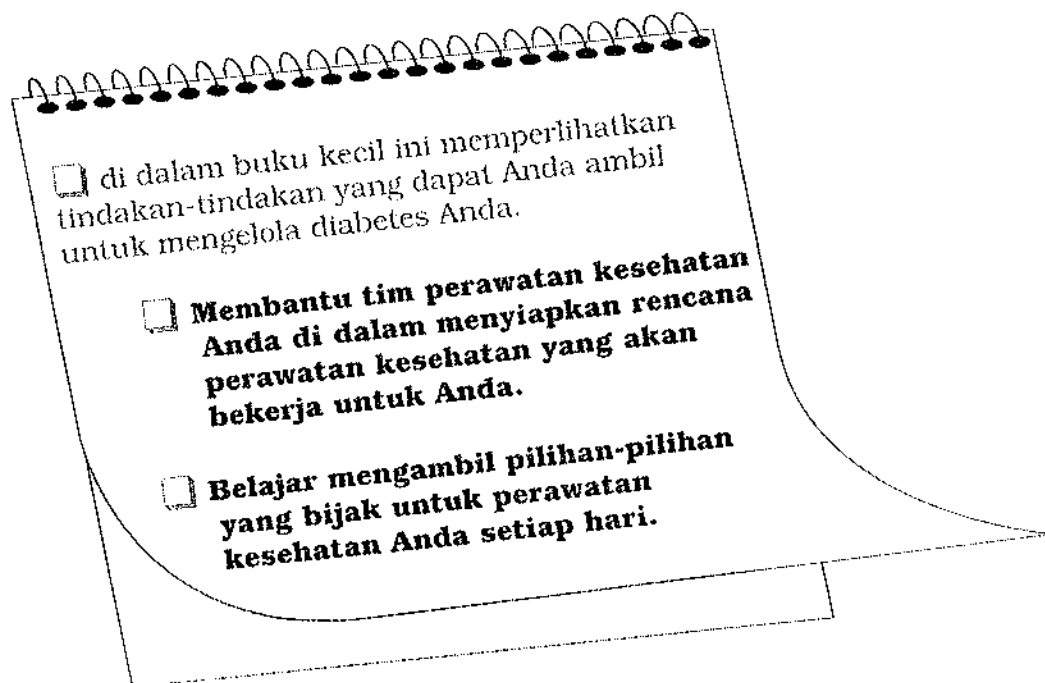 ❏ di dalam buku kecil ini memperlihatkan
tindakan-tindakan yang dapat Anda ambil
untuk mengelola diabetes Anda.
❏ Membantu tim perawatan kesehatan
Anda di dalam menyiapkan rencana
perawatan kesehatan yang akan
bekerja untuk Anda.
❏ Belajar mengambil pilihan-pilihan
yang bijak untuk perawatan
kesehatan Anda setiap hari.